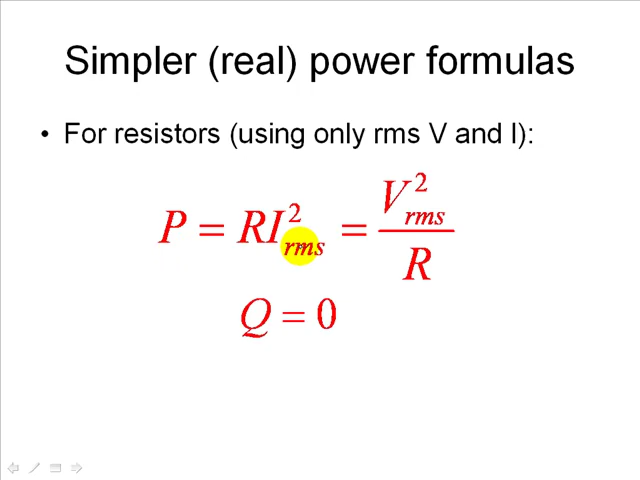 Simpler (real) power formulas
• For resistors (using only rms V and I):
P = RI²rms = V²rms / R
Q = 0